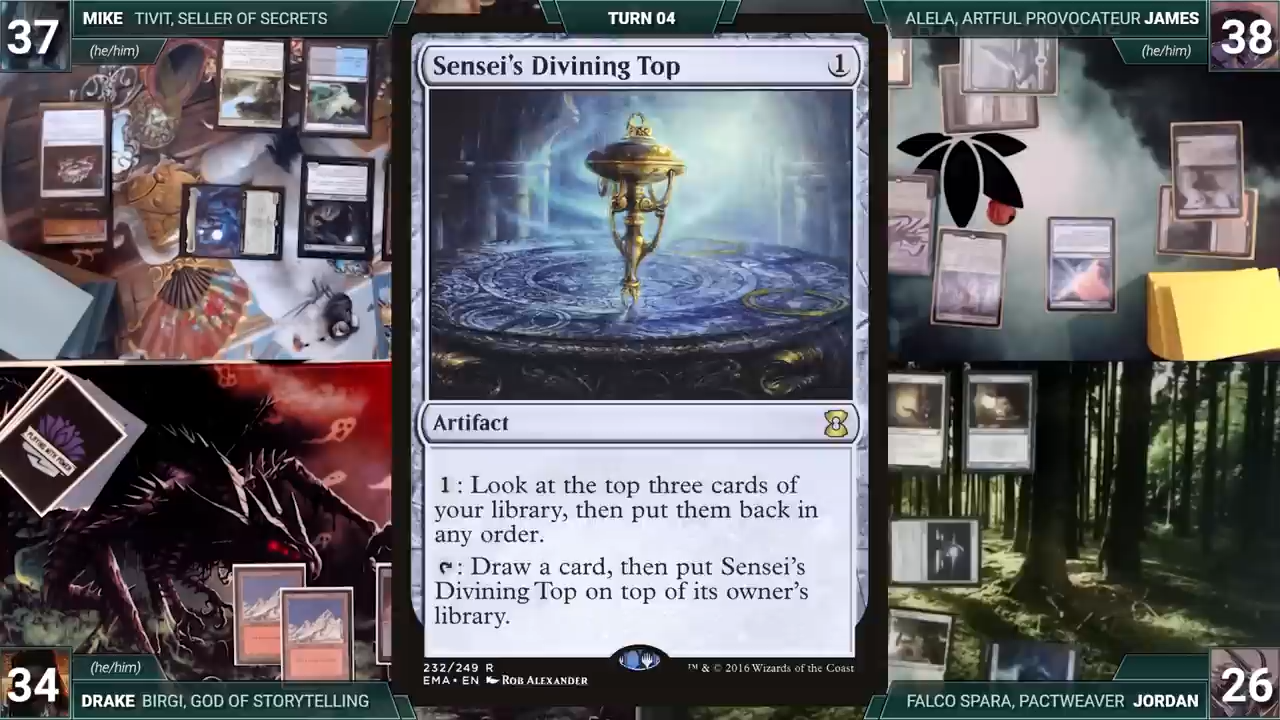 37
MIKE TIVIT, SELLER OF SECRETS
(he/him)
TURN 04
ALELA, ARTFUL PROVOCATEUR JAMES
38
(he/him)
Sensei's Divining Top 1
Artifact
1: Look at the top three cards of
your library, then put them back in
any order.
: Draw a card, then put Sensei's
Divining Top on top of its owner's
library.
232/249 R
EMA • EN ROB ALEXANDER
™ & © 2016 Wizards of the Coast
PLAYING WITH POWER
(he/him)
34
DRAKE BIRGI, GOD OF STORYTELLING
FALCO SPARA, PACTWEAVER JORDAN
26